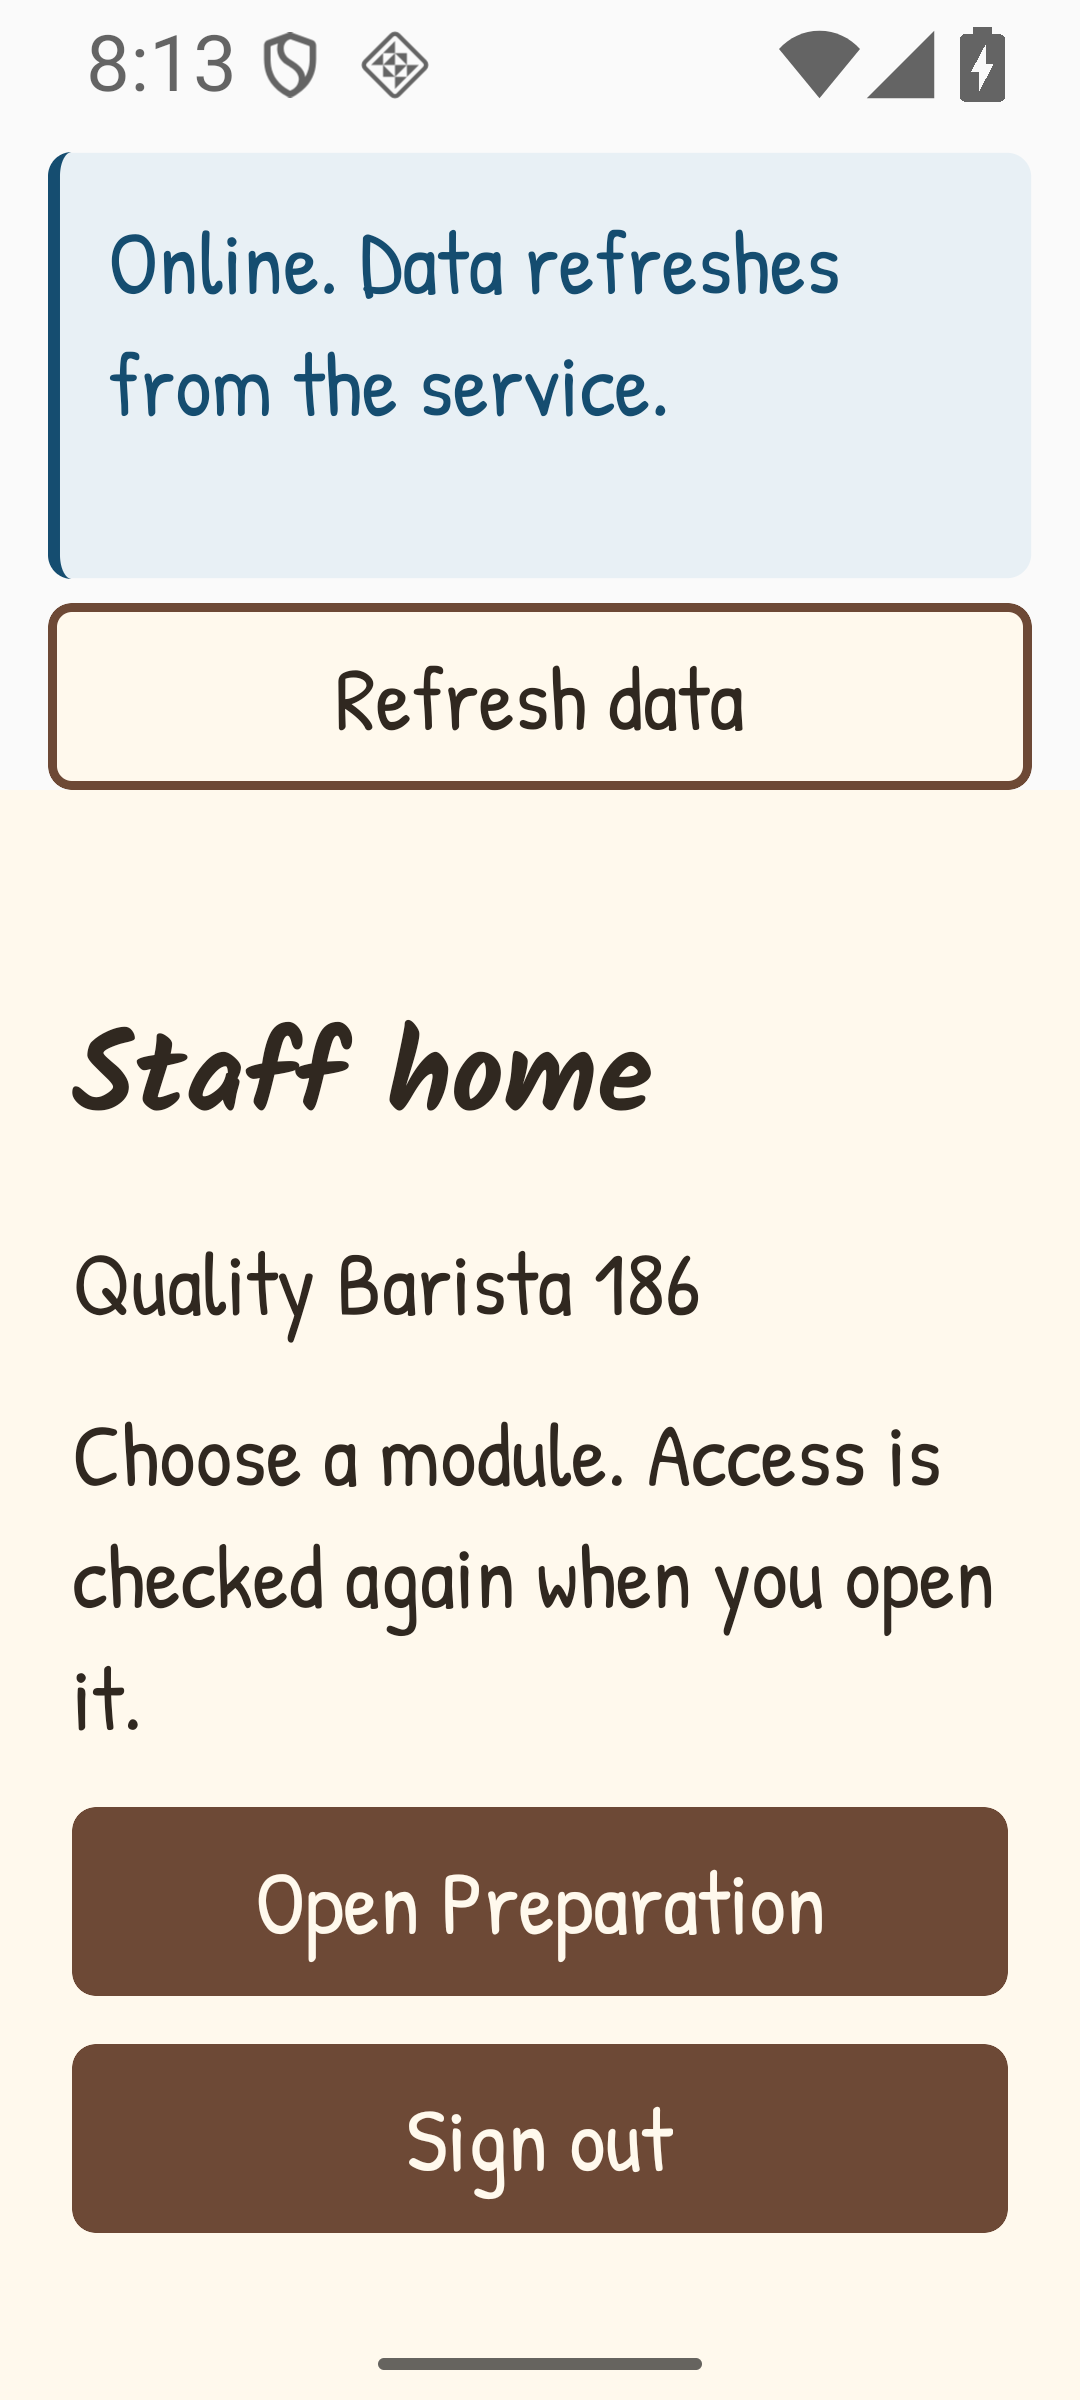 8:13
Online. Data refreshes
from the service.
Refresh data
Staff home
Quality Barista 186
Choose a module. Access is
checked again when you open
it.
Open Preparation
Sign out